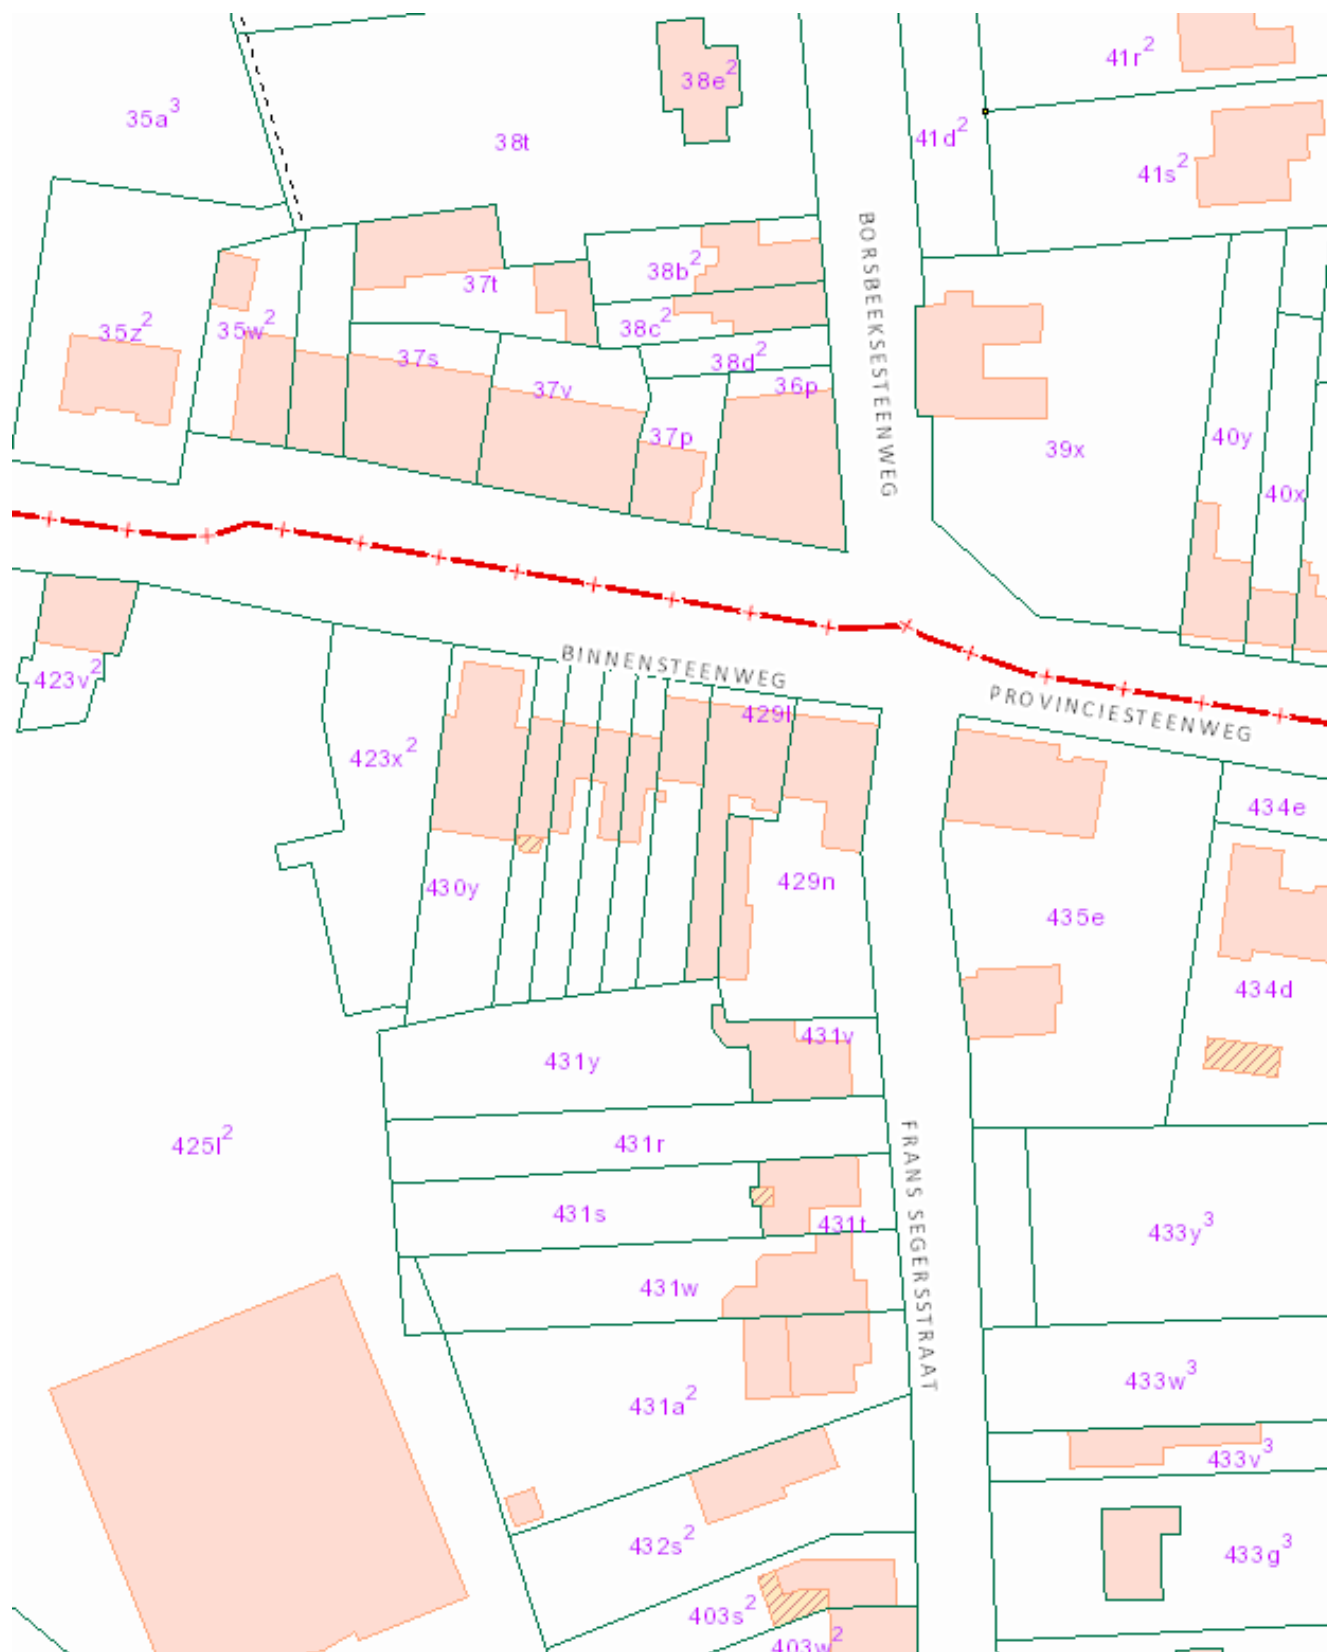 41r²
38e²
35a³
38t
41d²
41s²
BORSBEEKSESTEENWEG
38b²
37t
35z²
35w²
38c²
37s
38d²
37v
36p
37p
40y
39x
40x
BINNENSTEENWEG
423v²
PROVINCIESTEENWEG
429l
423x²
434e
430y
429n
435e
434d
431v
431y
425l²
431r
FRANS SEGERSSTRAAT
431s
431t
433y³
431w
433w³
431a²
433v³
432s²
433g³
403s²
403w²